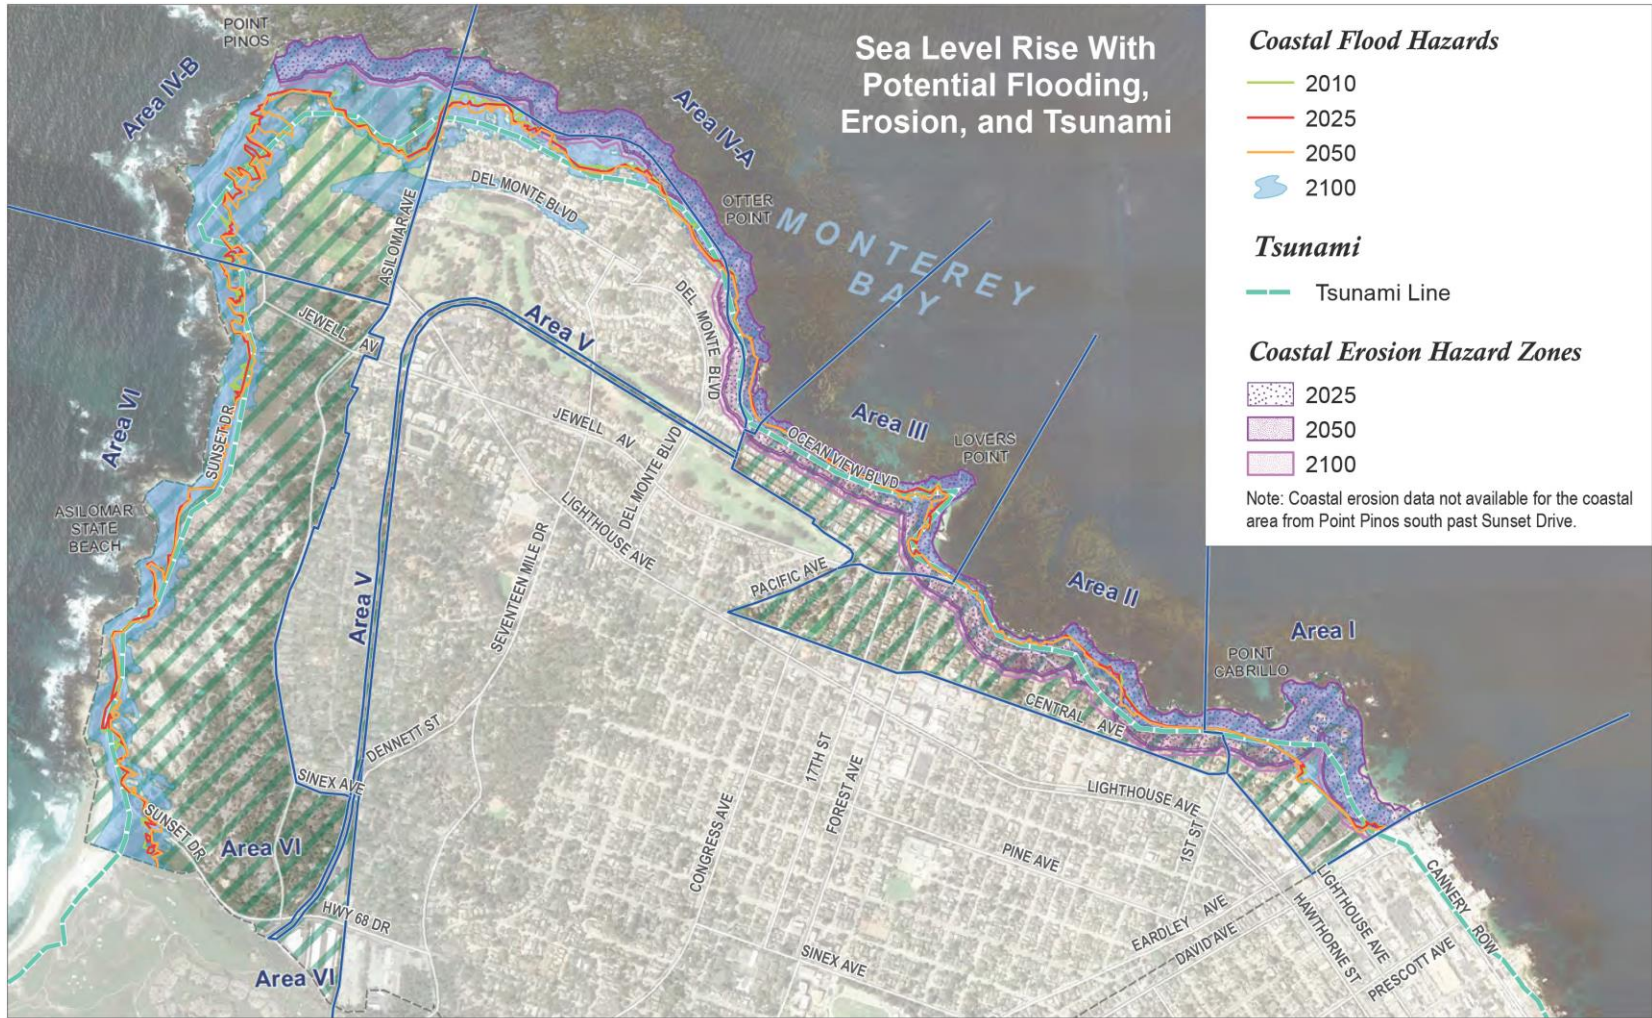 Sea Level Rise With
Potential Flooding,
Erosion, and Tsunami
Coastal Flood Hazards
2010
2025
2050
2100
Tsunami
Tsunami Line
Coastal Erosion Hazard Zones
2025
2050
2100
Note: Coastal erosion data not available for the coastal
area from Point Pinos south past Sunset Drive.
POINT
PINOS
Area IV-B
Area IV-A
OTTER
POINT
MONTEREY
BAY
DEL MONTE BLVD
ASILOMAR AVE
DEL MONTE BLVD
JEWELL AV
Area V
Area VI
SUNSET DR
ASILOMAR
STATE
BEACH
JEWELL AV
DEL MONTE BLVD
OCEAN VIEW BLVD
Area III
LOVERS
POINT
LIGHTHOUSE AVE
SEVENTEEN MILE DR
PACIFIC AVE
Area V
Area II
Area I
POINT
CABRILLO
CENTRAL AVE
DENNETT ST
SINEX AVE
SUNSET DR
Area VI
HWY 68 DR
Area VI
CONGRESS AVE
17TH ST
FOREST AVE
LIGHTHOUSE AVE
1ST ST
PINE AVE
SINEX AVE
EARDLEY AVE
DAVID AVE
HAWTHORNE ST
LIGHTHOUSE AVE
CANNERY ROW
PRESCOTT AVE